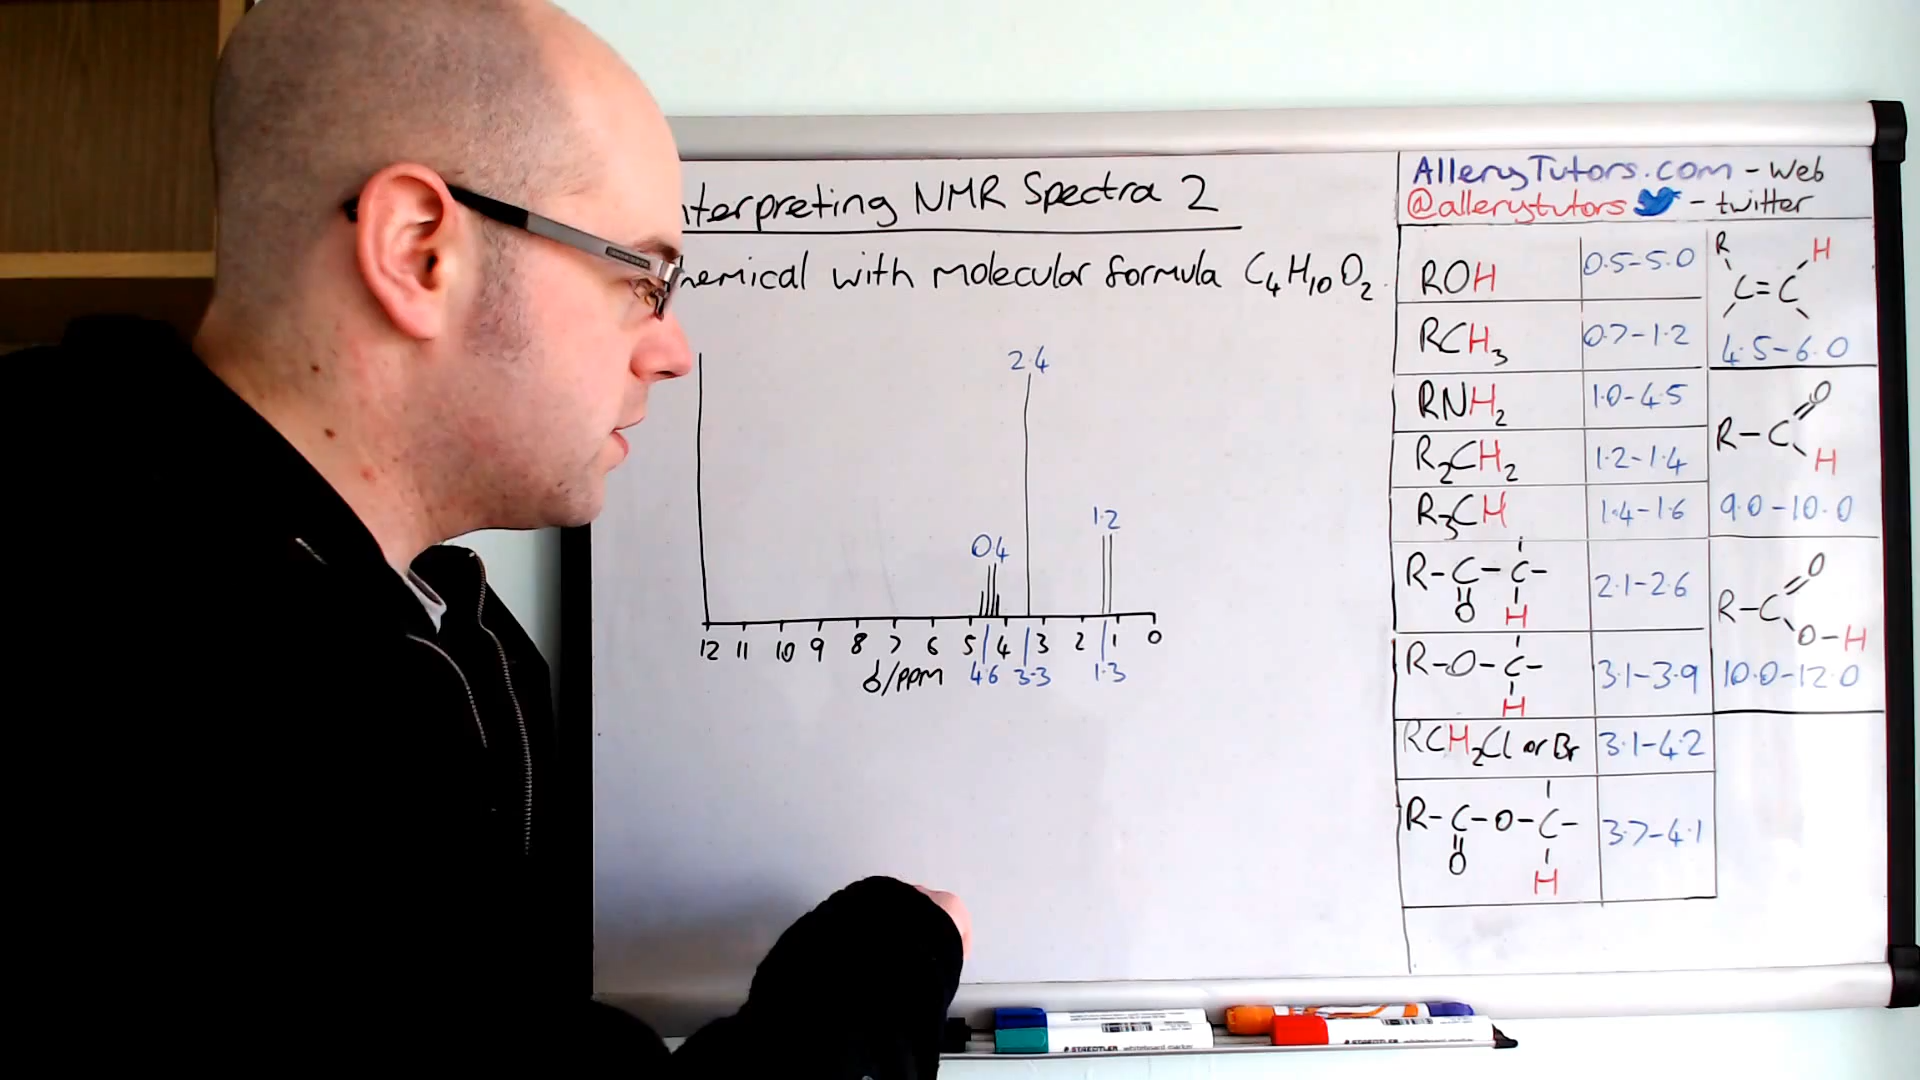 nterpreting NMR Spectra 2
hemical with molecular formula C₄H₁₀O₂
2.4
1.2
0.4
12 11 10 9 8 7 6 5 4 3 2 1 0
δ/ppm 4.6 3.3 1.3
AlleryTutors.com - web
@allerytutors - twitter
ROH 0.5-5.0
RCH₃ 0.7-1.2
RNH₂ 1.0-4.5
R₂CH₂ 1.2-1.4
R₃CH 1.4-1.6
R-C-C-
O H
2.1-2.6
R-O-C-
H
3.1-3.9
RCH₂Cl or Br 3.1-4.2
R-C-O-C-
O H
3.7-4.1
R H
C=C
4.5-6.0
O
R-C
H
9.0-10.0
O
R-C
O-H
10.0-12.0
STAEDTLER whiteboard marker